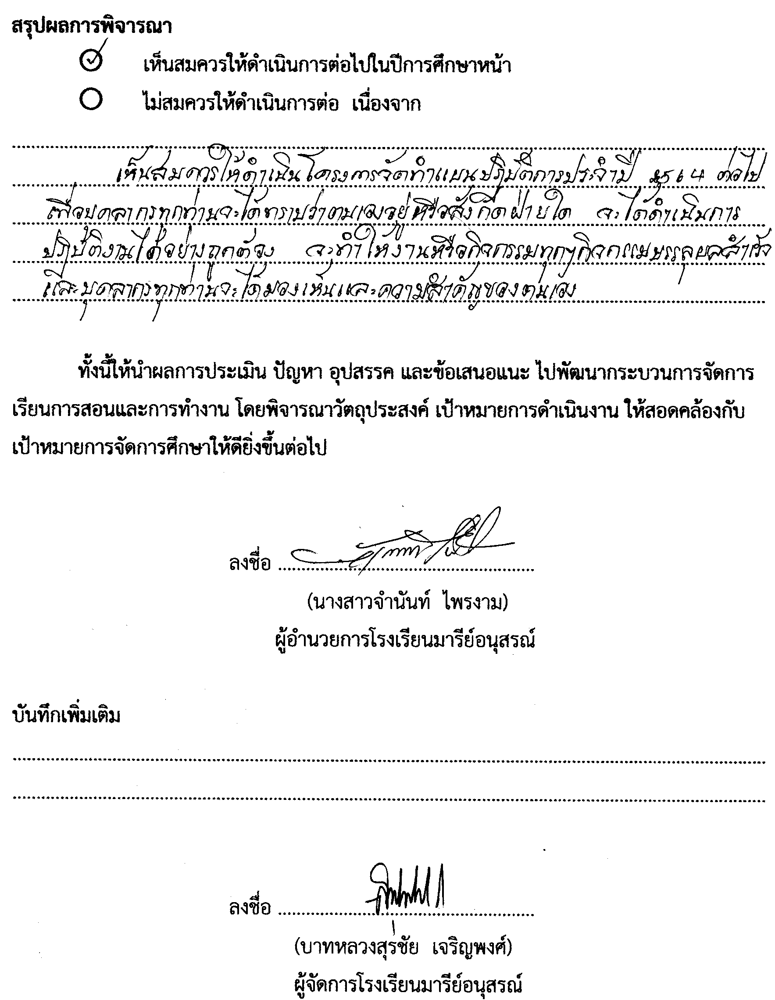 สรุปผลการพิจารณา
เห็นสมควรให้ดำเนินการต่อไปในปีการศึกษาหน้า
ไม่สมควรให้ดำเนินการต่อ เนื่องจาก
เห็นสมควรให้ดำเนินโครงการจัดทำแผนปฏิบัติการประจำปี 2564 ต่อไป
เพื่อบุคลากรทุกท่านจะได้ทราบว่าตนเองอยู่หรือสังกัดฝ่ายใด จะได้ดำเนินการ
ปฏิบัติงานได้อย่างถูกต้อง จะทำให้งานหรือกิจกรรมทุกๆกิจกรรมบรรลุผลสำเร็จ
และบุคลากรทุกท่านจะได้มองเห็นและความสำคัญของตนเอง
ทั้งนี้ให้นำผลการประเมิน ปัญหา อุปสรรค และข้อเสนอแนะ ไปพัฒนากระบวนการจัดการ
เรียนการสอนและการทำงาน โดยพิจารณาวัตถุประสงค์ เป้าหมายการดำเนินงาน ให้สอดคล้องกับ
เป้าหมายการจัดการศึกษาให้ดียิ่งขึ้นต่อไป
ลงชื่อ
(นางสาวจำนันท์ ไพรงาม)
ผู้อำนวยการโรงเรียนมารีย์อนุสรณ์
บันทึกเพิ่มเติม
ลงชื่อ
(บาทหลวงสุรชัย เจริญพงศ์)
ผู้จัดการโรงเรียนมารีย์อนุสรณ์